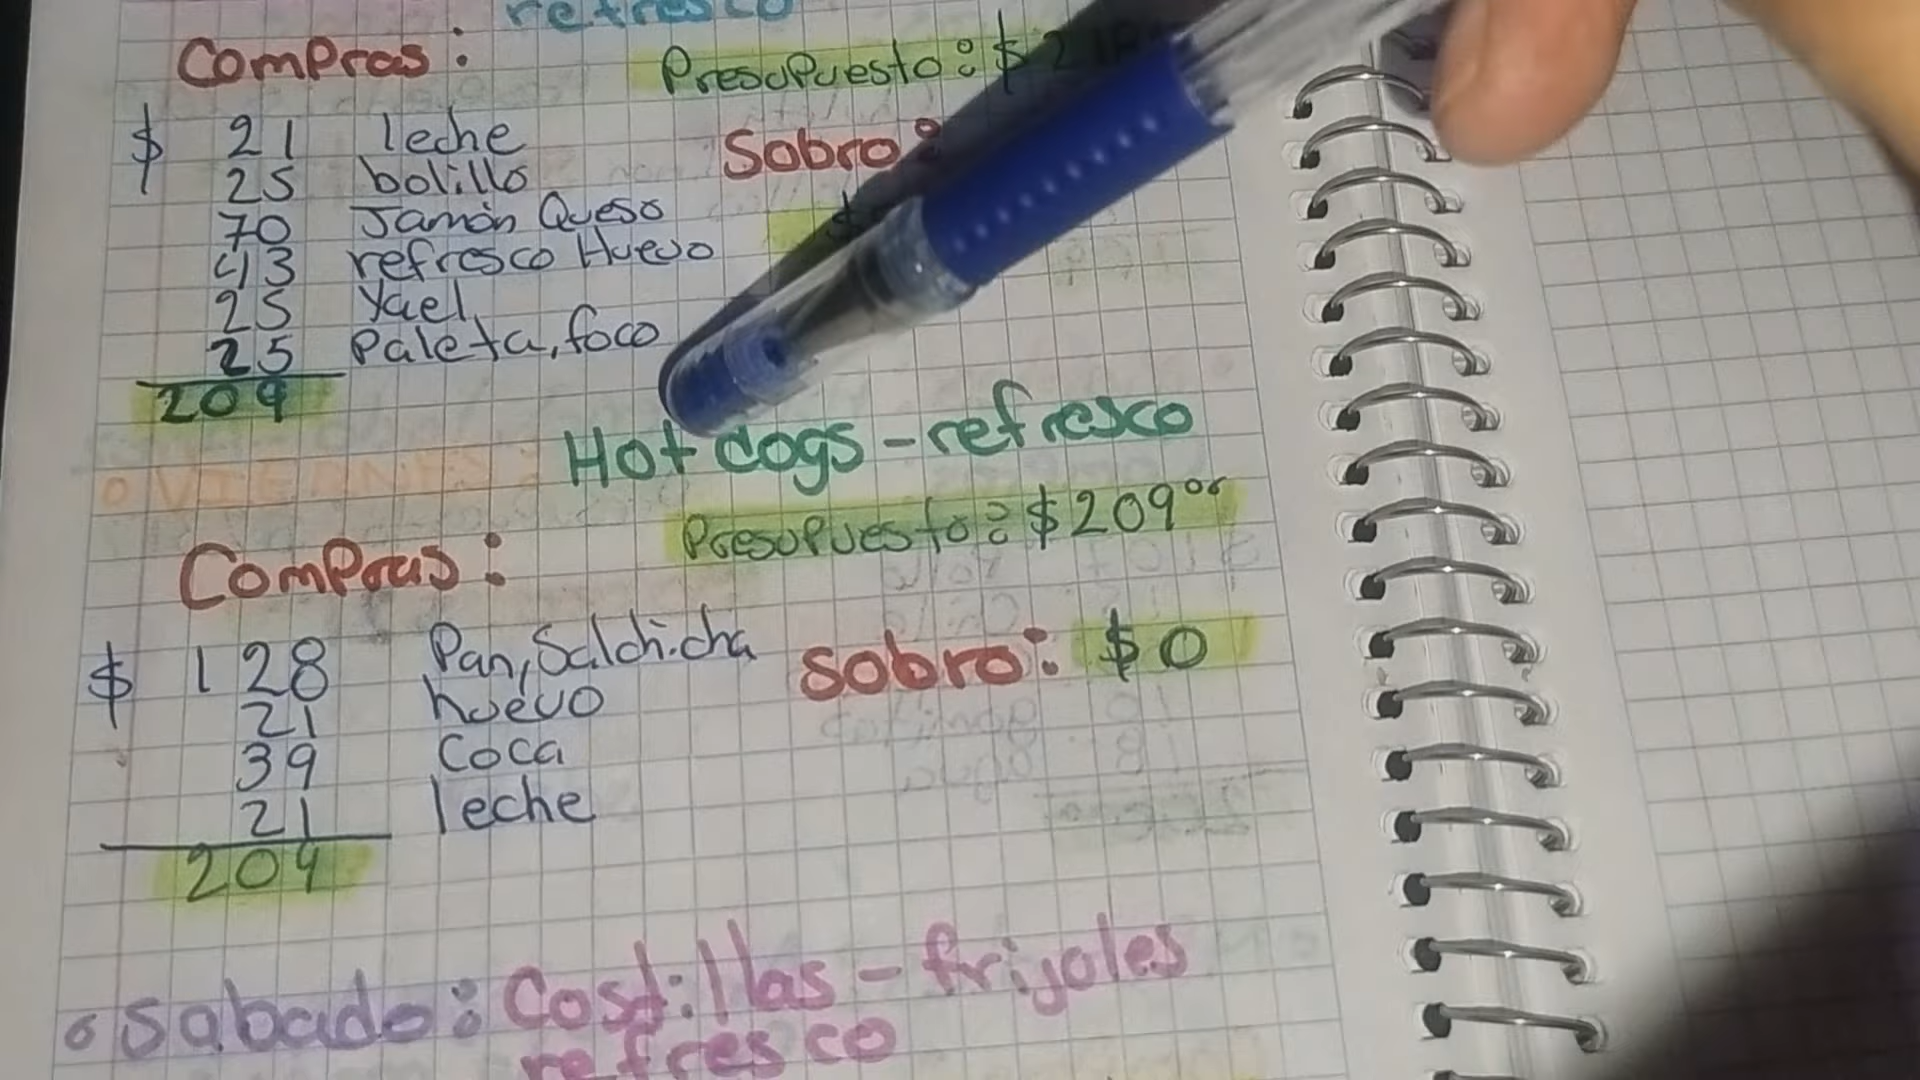 refresco
Compras:
Presupuesto: $
$ 21 leche
Sobro:
25 bolillo
70 Jamón Queso
43 refresco Huevo
25 Yael
25 Paleta, foco
209
o VIERNES: Hot dogs - refresco
Presupuesto: $209
Compras:
$ 128 Pan, Salchicha
sobro: $0
21 huevo
39 Coca
21 leche
209
o Sabado: Costillas - frijoles
refresco